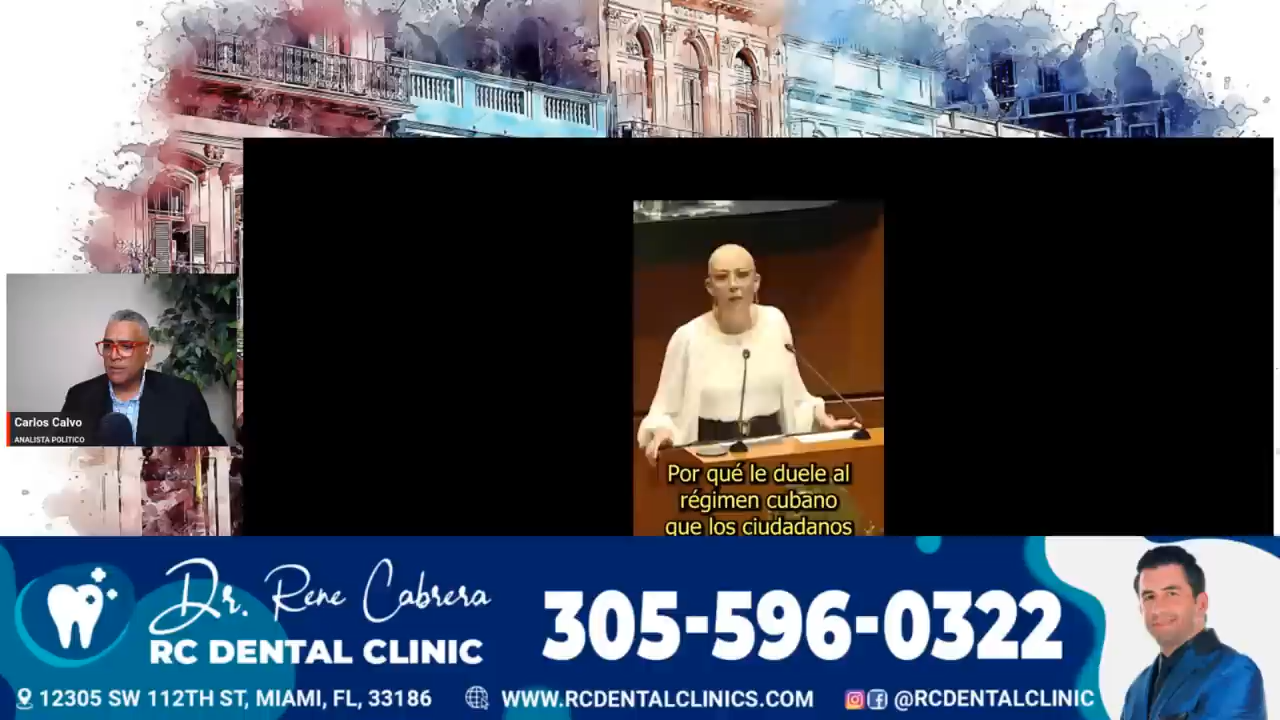 Carlos Calvo
ANALISTA POLÍTICO
Por qué le duele al
régimen cubano
que los ciudadanos
Dr. Rene Cabrera
RC DENTAL CLINIC
305-596-0322
12305 SW 112TH ST, MIAMI, FL, 33186
WWW.RCDENTALCLINICS.COM
@RCDENTALCLINIC